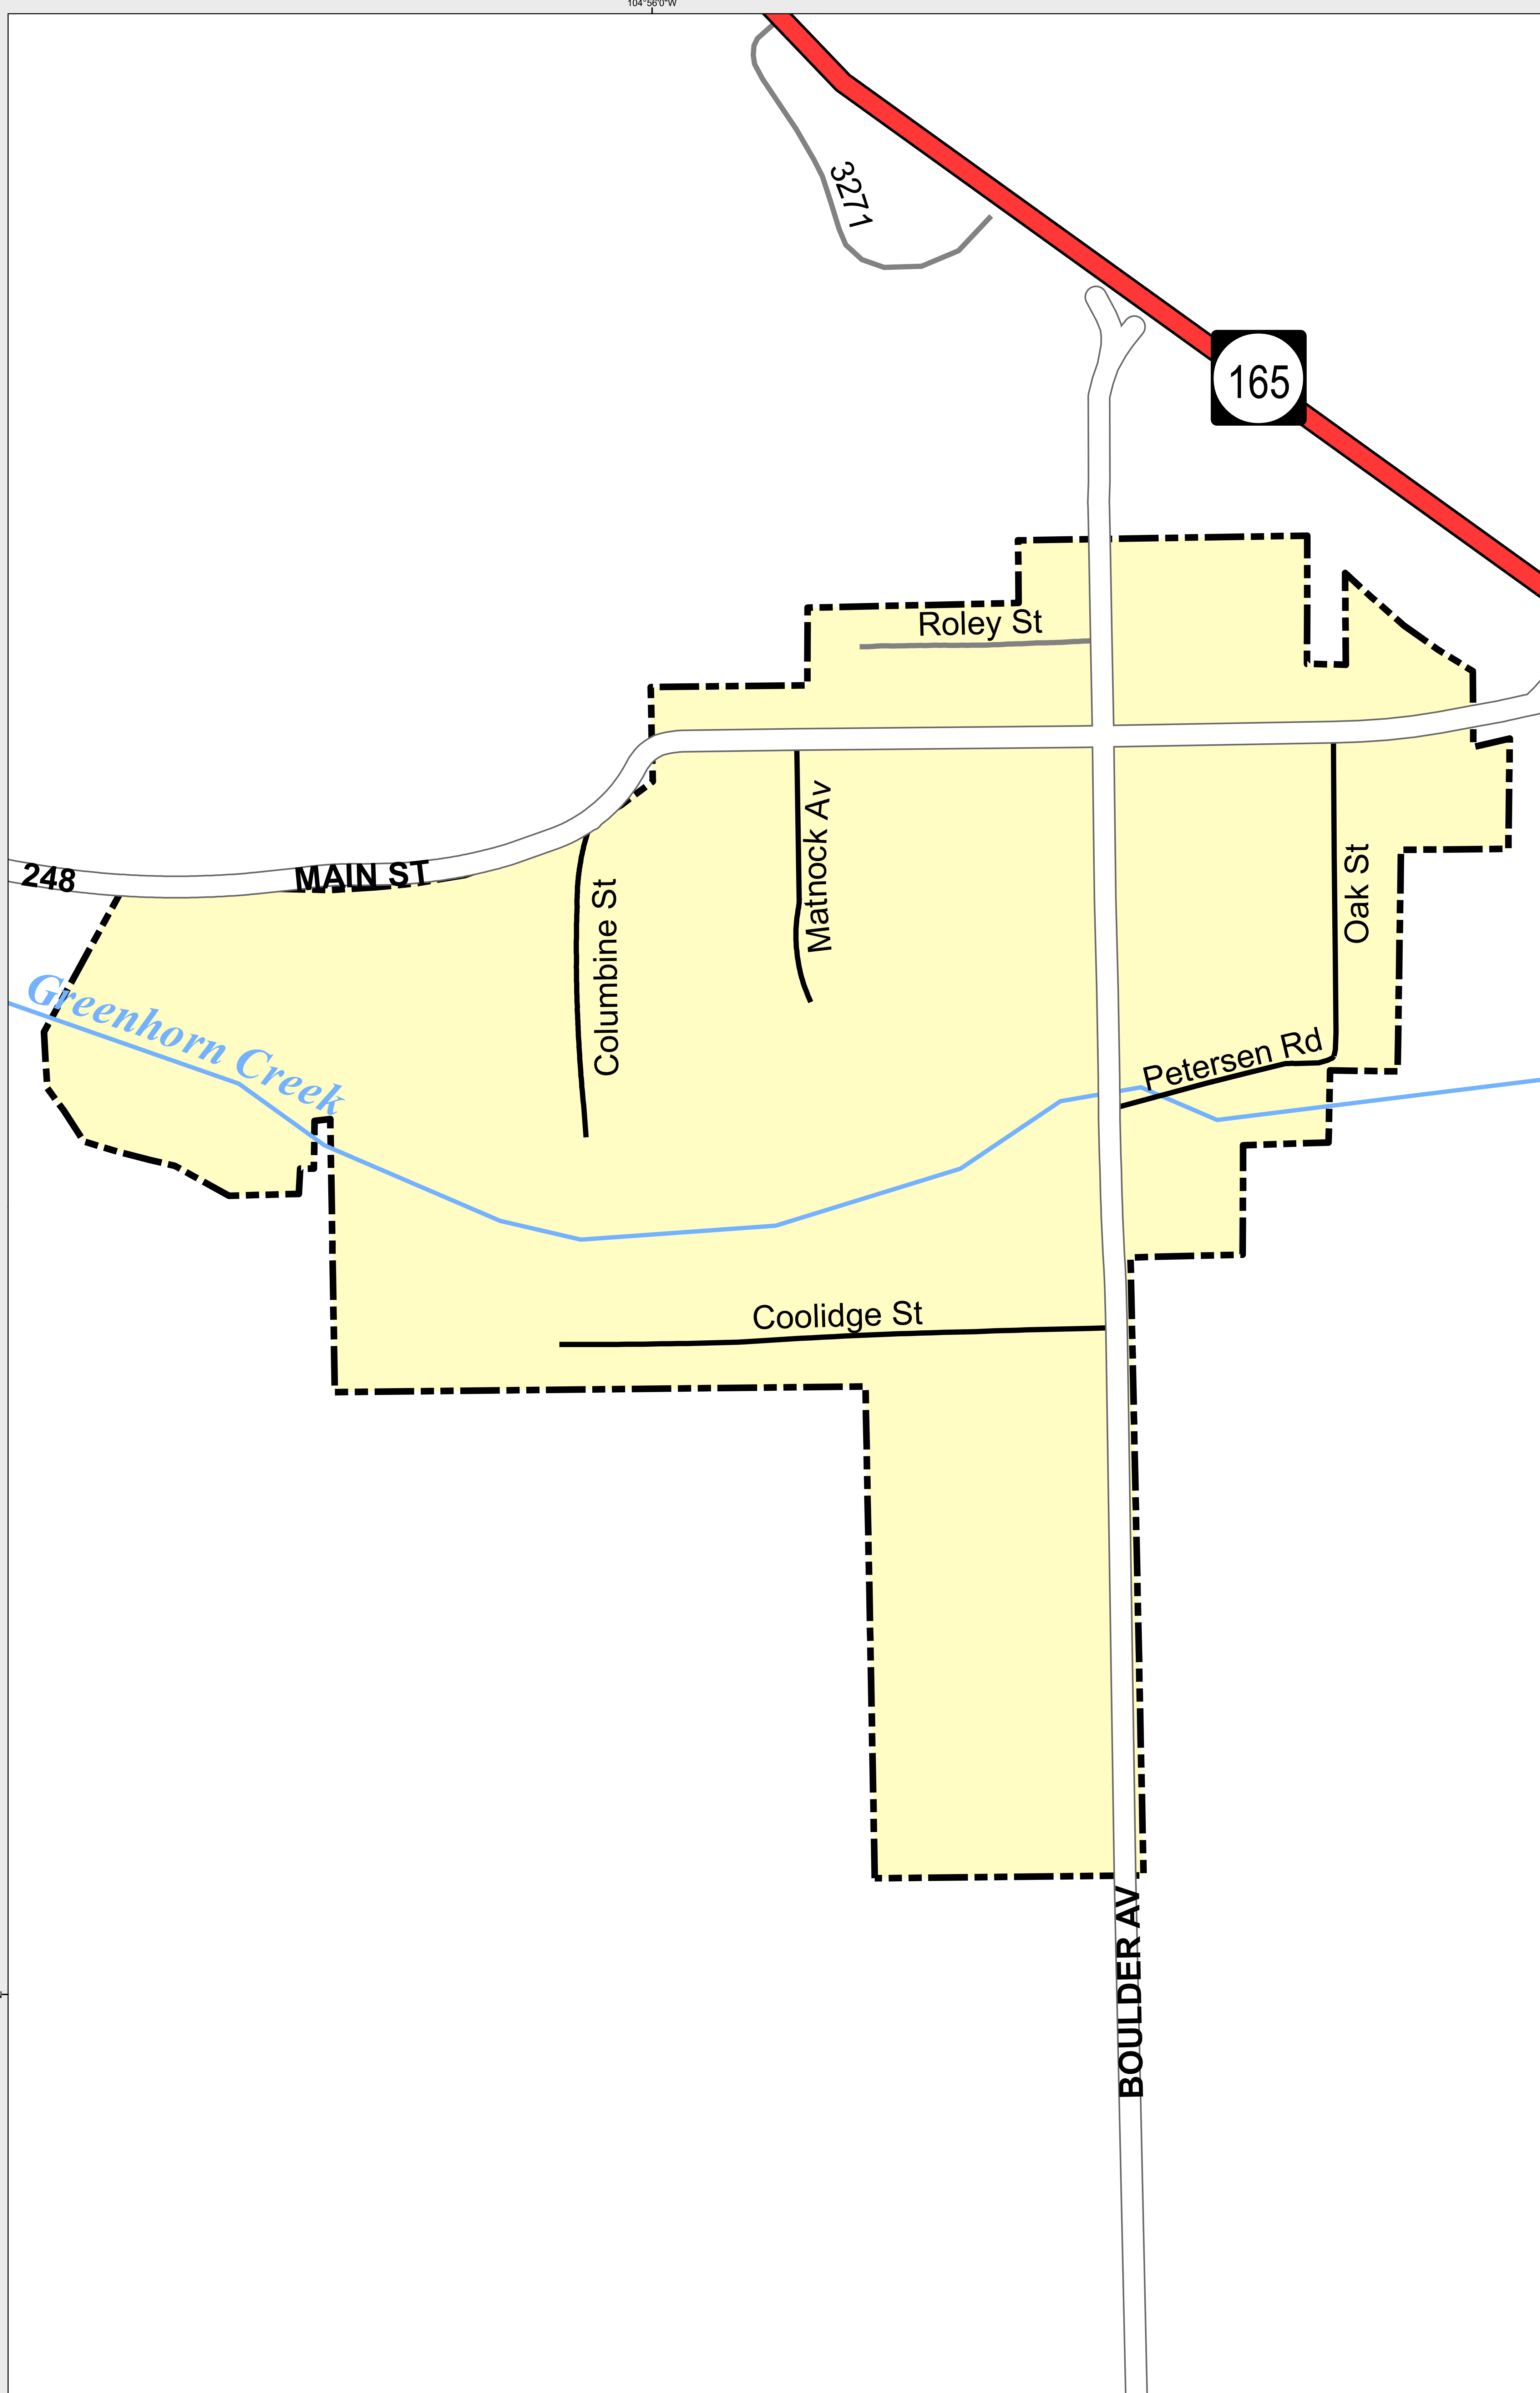 104°56'0"W
3271
165
Roley St
Matnock Av
Oak St
248
MAIN ST
Columbine St
Greenhorn Creek
Petersen Rd
Coolidge St
BOULDER AV